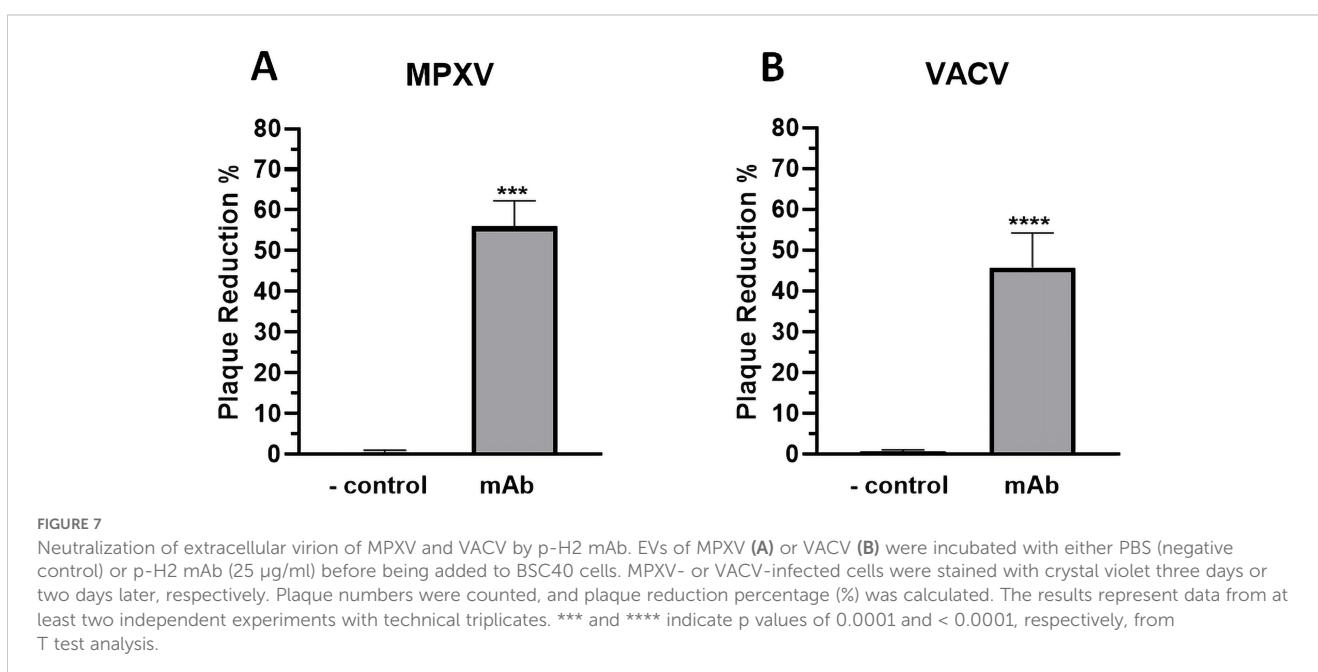 A
MPXV
Plaque Reduction %
80
70
60
50
40
30
20
10
0
***
- control
mAb
B
VACV
Plaque Reduction %
80
70
60
50
40
30
20
10
0
****
- control
mAb
FIGURE 7
Neutralization of extracellular virion of MPXV and VACV by p-H2 mAb. EVs of MPXV (A) or VACV (B) were incubated with either PBS (negative
control) or p-H2 mAb (25 µg/ml) before being added to BSC40 cells. MPXV- or VACV-infected cells were stained with crystal violet three days or
two days later, respectively. Plaque numbers were counted, and plaque reduction percentage (%) was calculated. The results represent data from at
least two independent experiments with technical triplicates. *** and **** indicate p values of 0.0001 and < 0.0001, respectively, from
T test analysis.